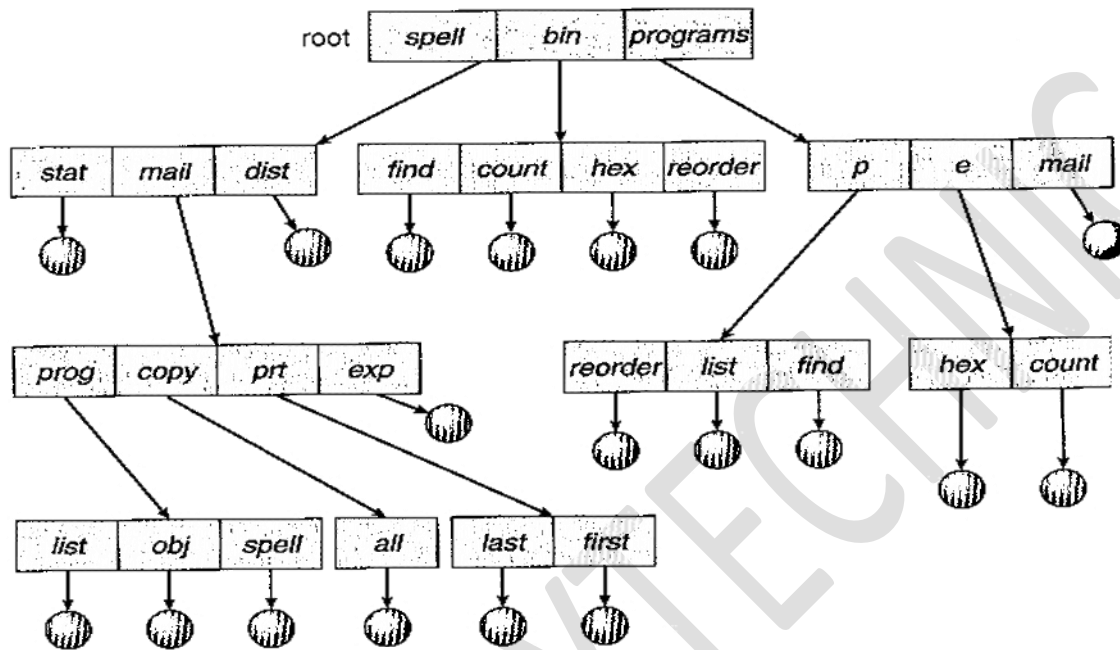 root spell bin programs
stat mail dist find count hex reorder p e mail
prog copy prt exp reorder list find hex count
list obj spell all last first
YTECHNIC